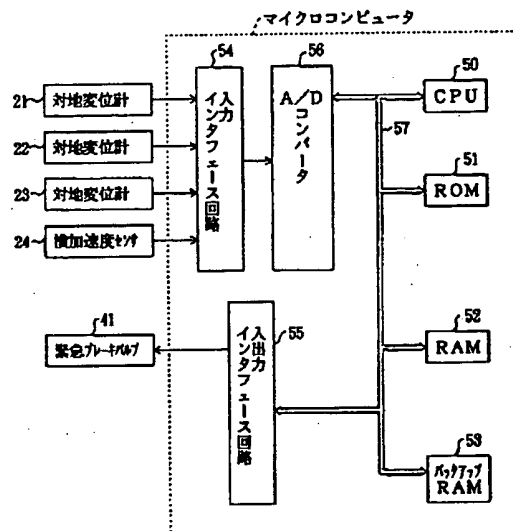 マイクロコンピュータ
54
56
50
21
対地変位計
入力
インタフェース回路
A/D
コンバータ
CPU
57
22
対地変位計
51
ROM
23
対地変位計
24
横加速度センサ
41
緊急ブレーキバルブ
55
入出力
インタフェース回路
52
RAM
53
バックアップ
RAM